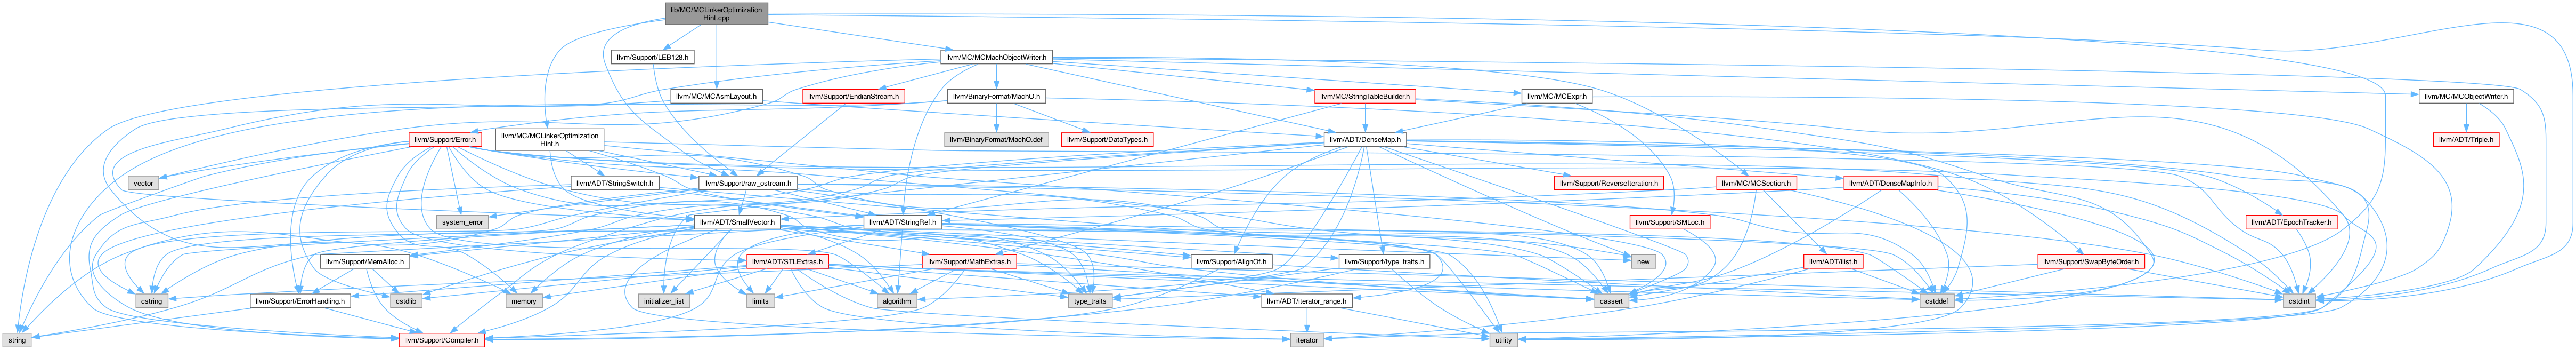 lib/MC/MCLinkerOptimization
Hint.cpp
llvm/Support/LEB128.h
llvm/MC/MCMachObjectWriter.h
llvm/MC/MCAsmLayout.h
llvm/Support/EndianStream.h
llvm/BinaryFormat/MachO.h
llvm/MC/StringTableBuilder.h
llvm/MC/MCExpr.h
llvm/MC/MCObjectWriter.h
llvm/Support/Error.h
llvm/MC/MCLinkerOptimization
Hint.h
llvm/BinaryFormat/MachO.def
llvm/Support/DataTypes.h
llvm/ADT/DenseMap.h
llvm/ADT/Triple.h
vector
llvm/ADT/StringSwitch.h
llvm/Support/raw_ostream.h
llvm/Support/ReverseIteration.h
llvm/MC/MCSection.h
llvm/ADT/DenseMapInfo.h
system_error
llvm/ADT/SmallVector.h
llvm/ADT/StringRef.h
llvm/Support/SMLoc.h
llvm/ADT/EpochTracker.h
llvm/Support/MemAlloc.h
llvm/ADT/STLExtras.h
llvm/Support/MathExtras.h
llvm/Support/AlignOf.h
llvm/Support/type_traits.h
new
llvm/ADT/ilist.h
llvm/Support/SwapByteOrder.h
cstring
llvm/Support/ErrorHandling.h
cstdlib
memory
initializer_list
limits
algorithm
type_traits
llvm/ADT/iterator_range.h
cassert
cstddef
cstdint
string
llvm/Support/Compiler.h
iterator
utility